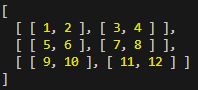 [
  [ [ 1, 2 ], [ 3, 4 ] ],
  [ [ 5, 6 ], [ 7, 8 ] ],
  [ [ 9, 10 ], [ 11, 12 ] ]
]